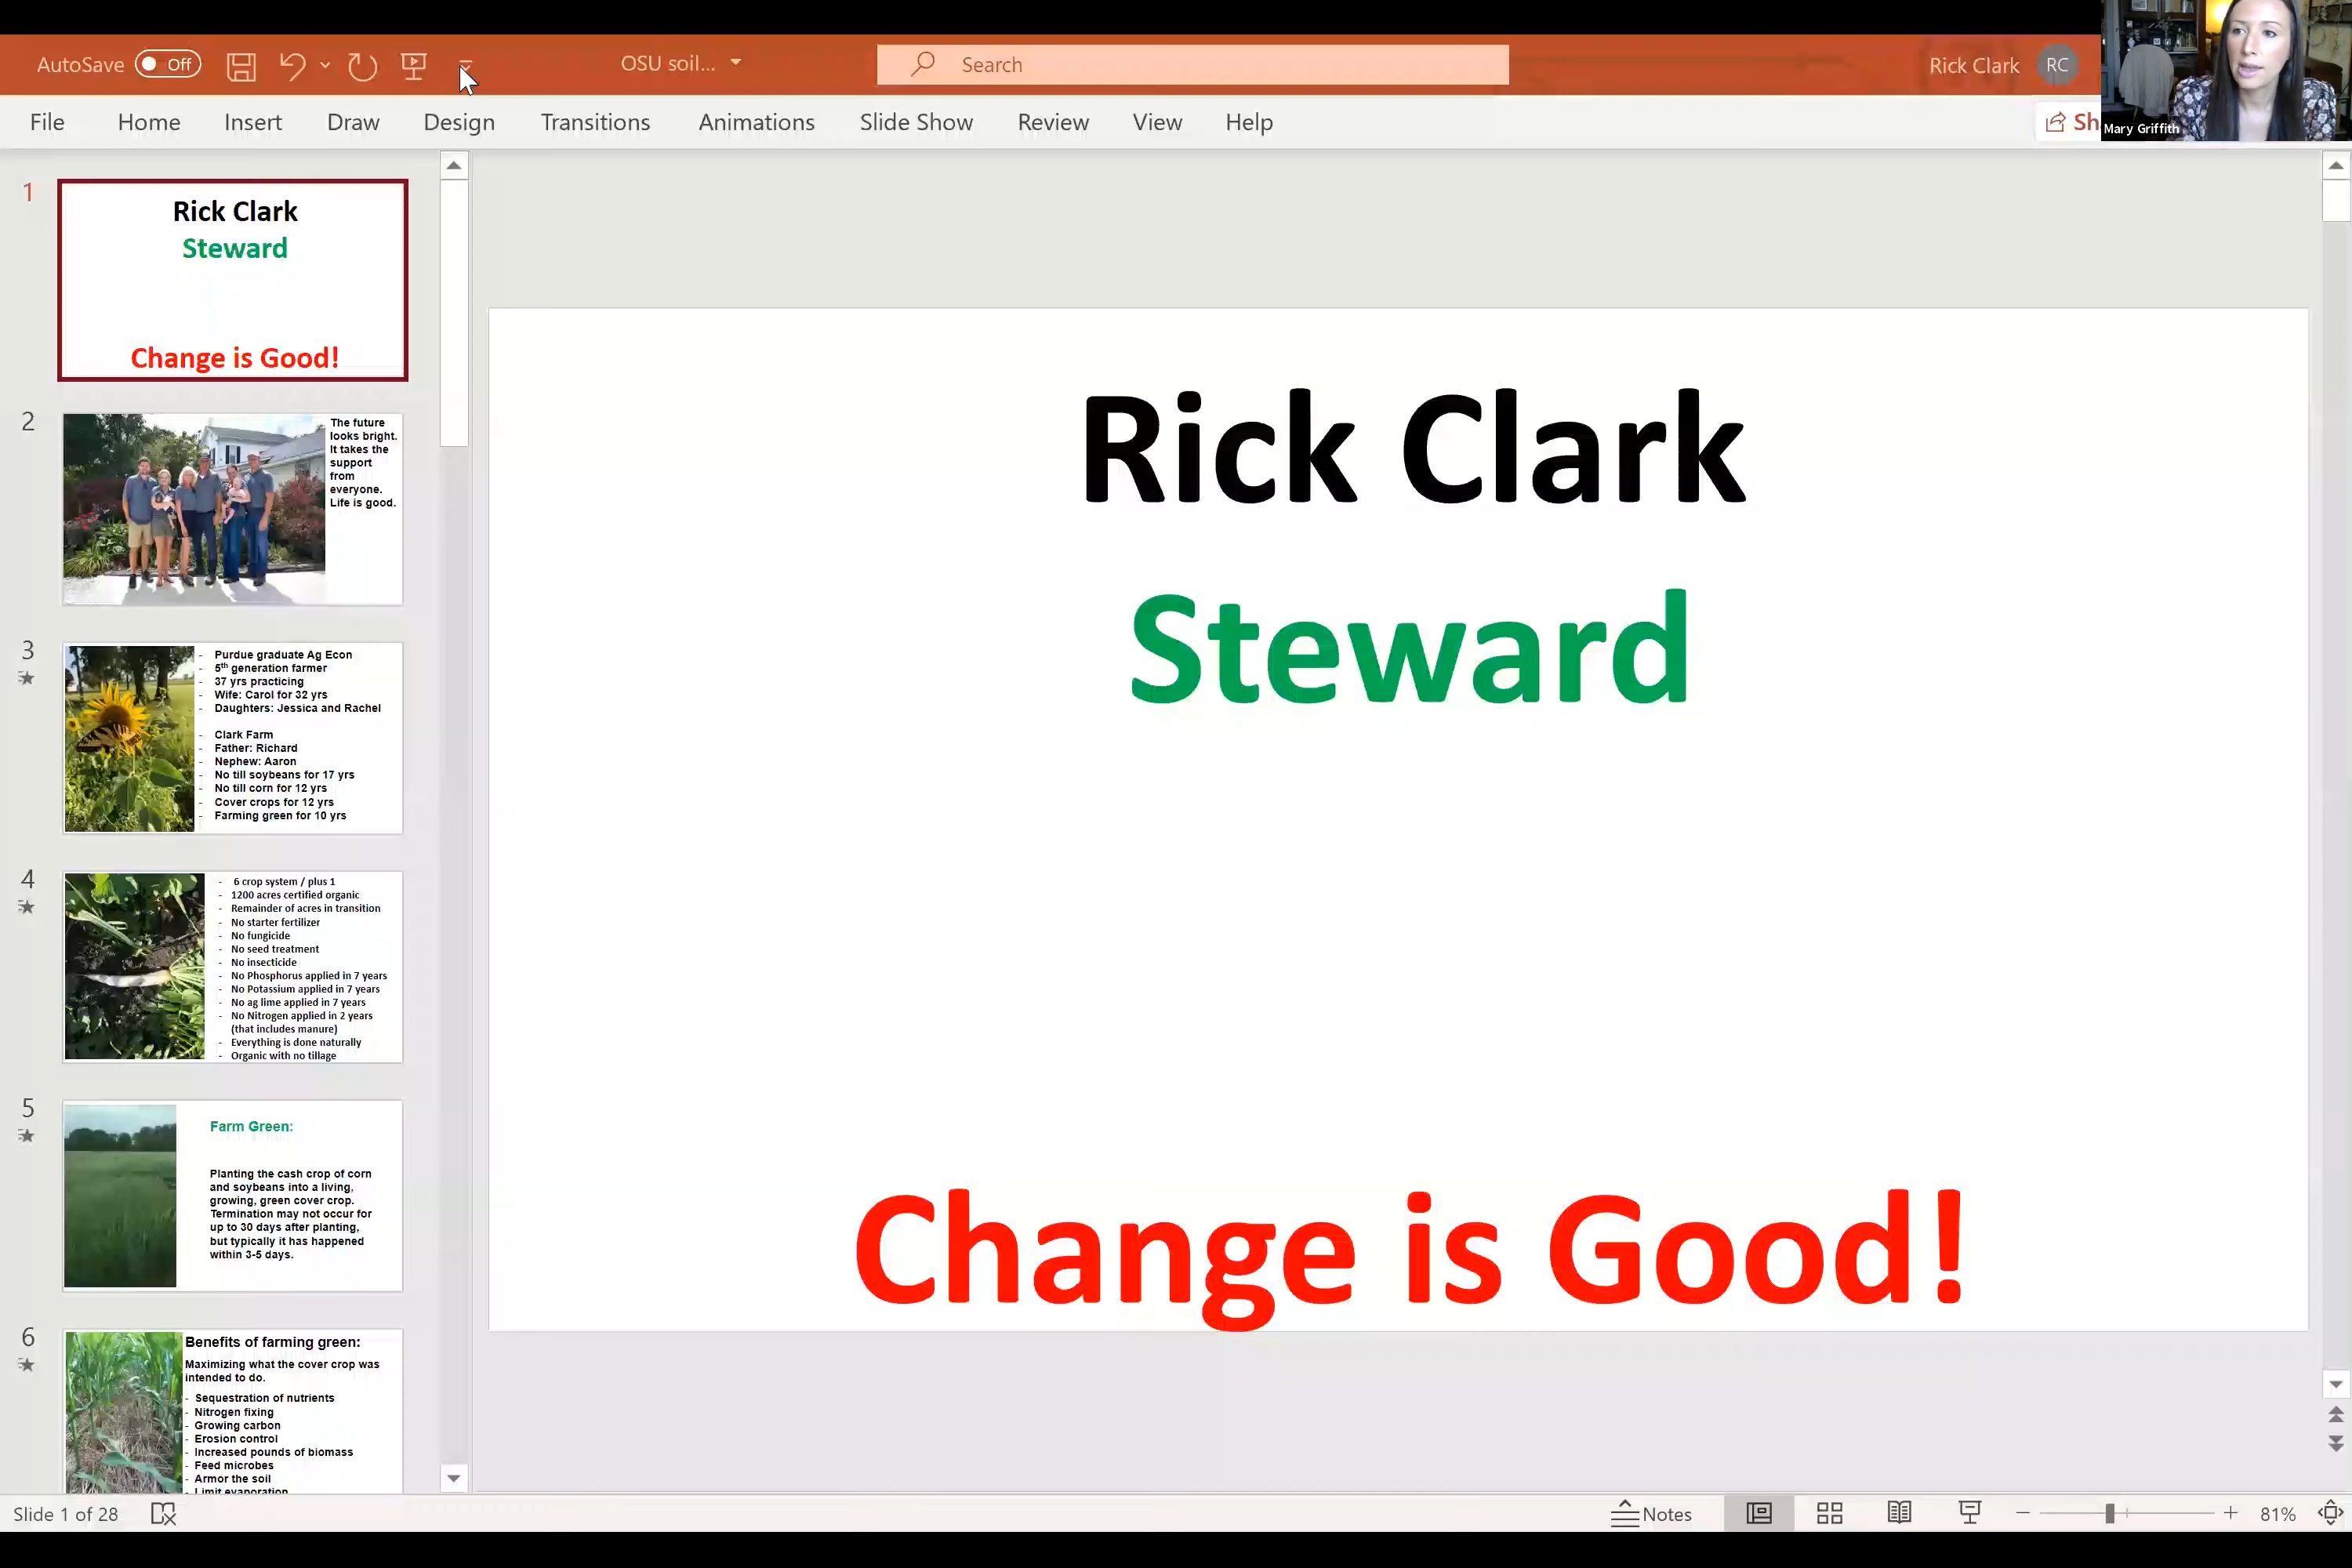 AutoSave Off
OSU soil...
Search
Rick Clark RC
File Home Insert Draw Design Transitions Animations Slide Show Review View Help
Sh
Mary Griffith
1
Rick Clark
Steward
Change is Good!
2
The future
looks bright.
It takes the
support
from
everyone.
Life is good.
3
- Purdue graduate Ag Econ
- 5th generation farmer
- 37 yrs practicing
- Wife: Carol for 32 yrs
- Daughters: Jessica and Rachel
- Clark Farm
- Father: Richard
- Nephew: Aaron
- No till soybeans for 17 yrs
- No till corn for 12 yrs
- Cover crops for 12 yrs
- Farming green for 10 yrs
4
- 6 crop system / plus 1
- 1200 acres certified organic
- Remainder of acres in transition
- No starter fertilizer
- No fungicide
- No seed treatment
- No insecticide
- No Phosphorus applied in 7 years
- No Potassium applied in 7 years
- No ag lime applied in 7 years
- No Nitrogen applied in 2 years
(that includes manure)
- Everything is done naturally
- Organic with no tillage
5
Farm Green:
Planting the cash crop of corn
and soybeans into a living,
growing, green cover crop.
Termination may not occur for
up to 30 days after planting,
but typically it has happened
within 3-5 days.
6
Benefits of farming green:
Maximizing what the cover crop was
intended to do.
- Sequestration of nutrients
- Nitrogen fixing
- Growing carbon
- Erosion control
- Increased pounds of biomass
- Feed microbes
- Armor the soil
- Limit evaporation
Rick Clark
Steward
Change is Good!
Slide 1 of 28
Notes
81%